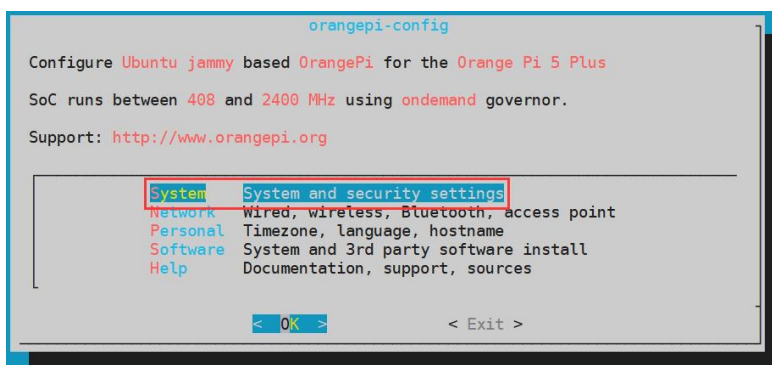 orangepi-config
Configure Ubuntu jammy based OrangePi for the Orange Pi 5 Plus
SoC runs between 408 and 2400 MHz using ondemand governor.
Support: http://www.orangepi.org
System System and security settings
Network Wired, wireless, Bluetooth, access point
Personal Timezone, language, hostname
Software System and 3rd party software install
Help Documentation, support, sources
< OK > < Exit >